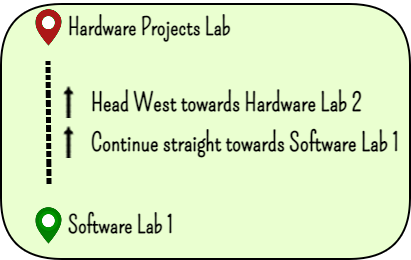 Hardware Projects Lab
Head West towards Hardware Lab 2
Continue straight towards Software Lab 1
Software Lab 1